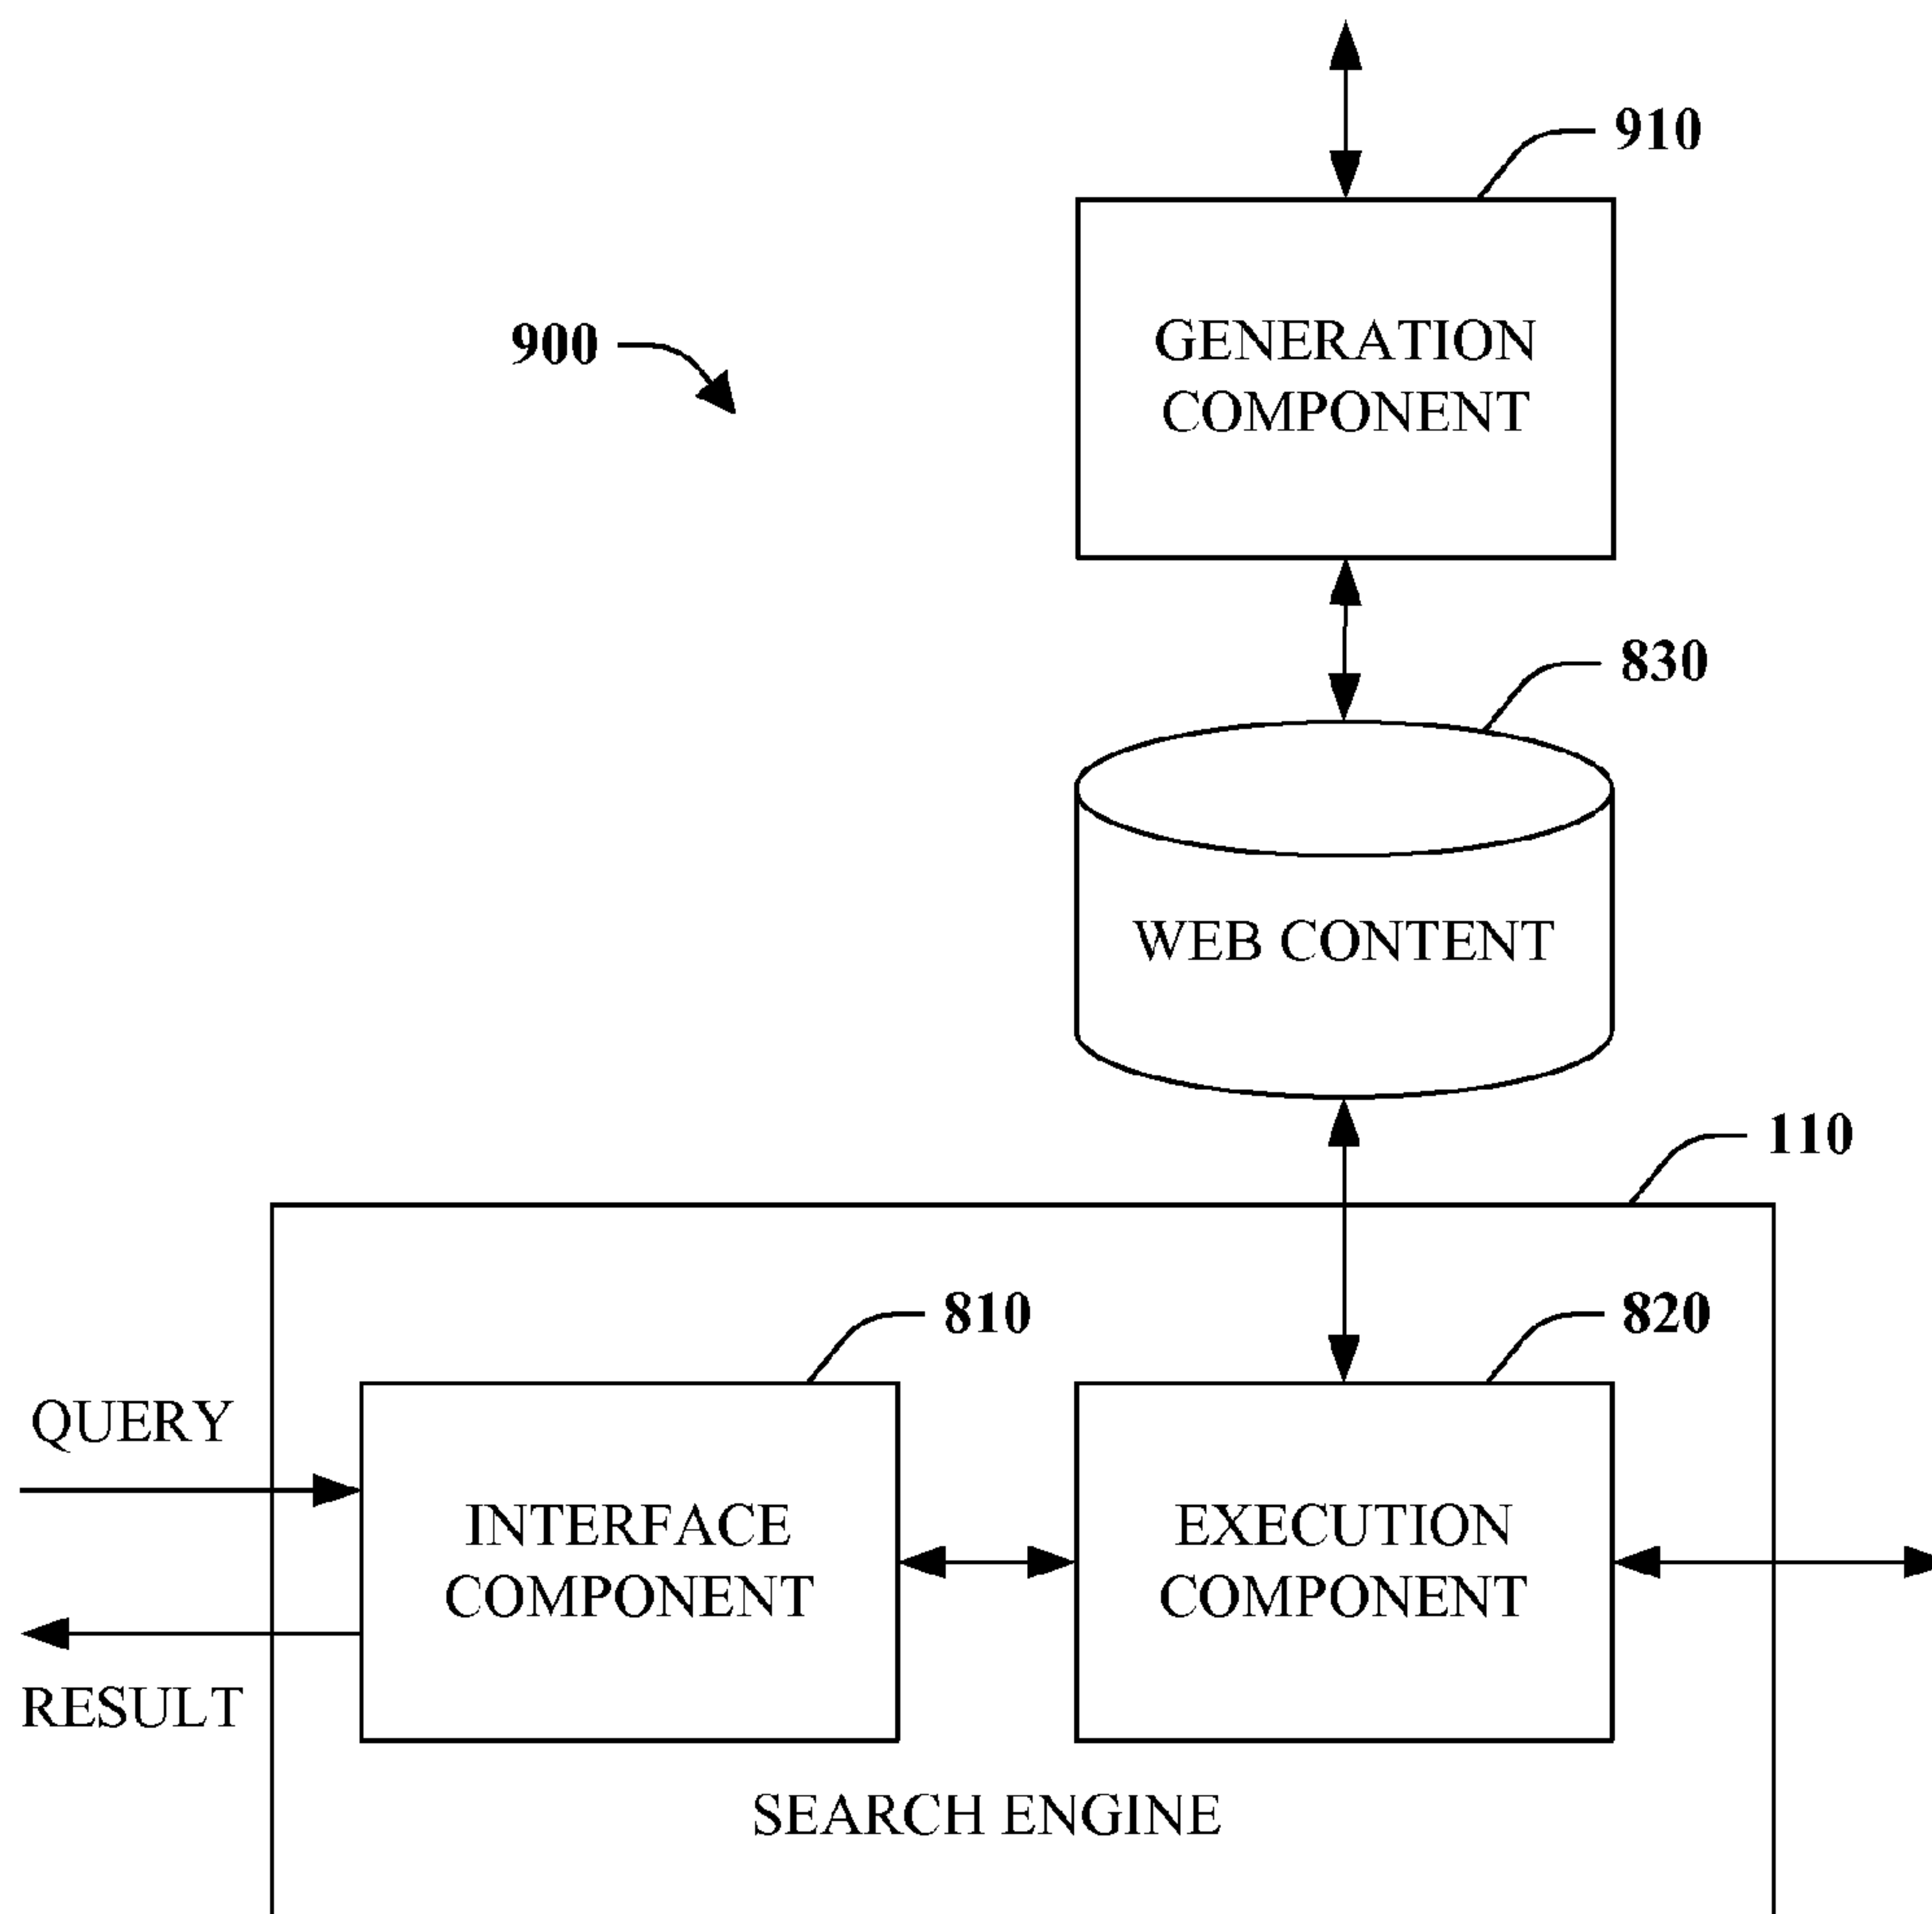 910
900
GENERATION
COMPONENT
830
WEB CONTENT
110
810
820
QUERY
INTERFACE
COMPONENT
EXECUTION
COMPONENT
RESULT
SEARCH ENGINE